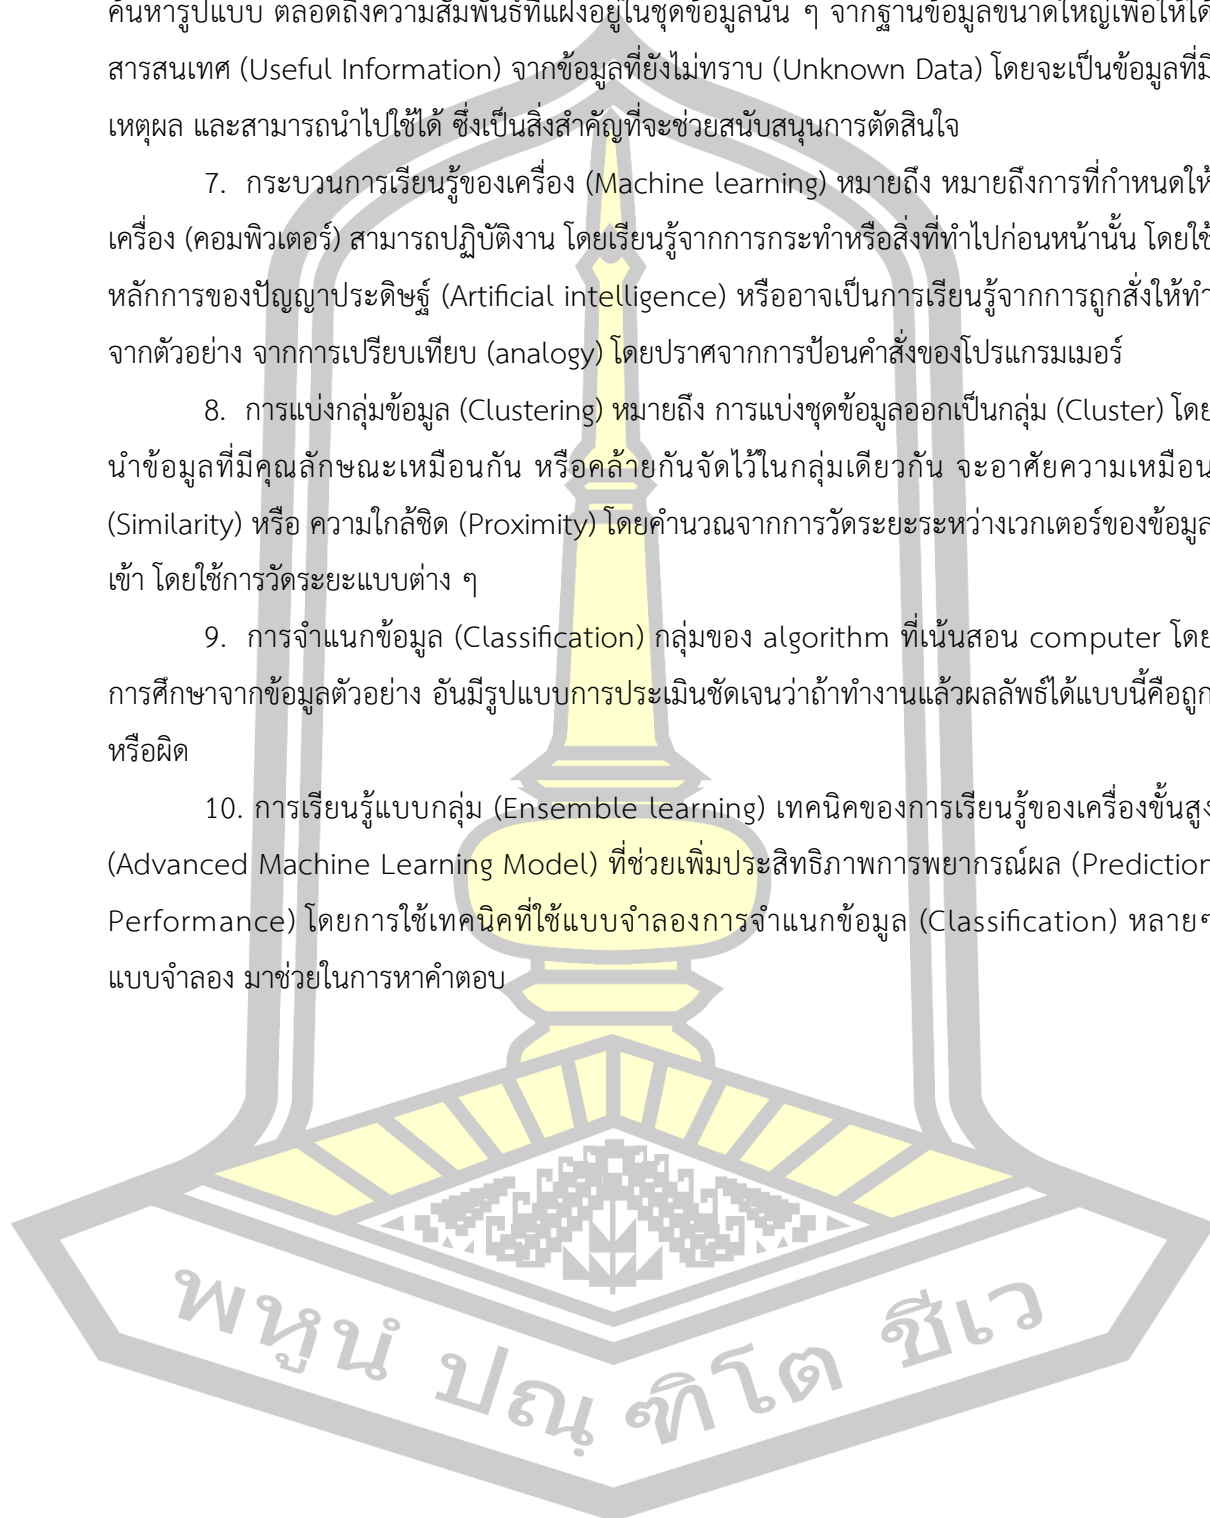 ค้นหารูปแบบ ตลอดถึงความสัมพันธ์ที่แฝงอยู่ในชุดข้อมูลนั้น ๆ จากฐานข้อมูลขนาดใหญ่เพื่อให้ได้
สารสนเทศ (Useful Information) จากข้อมูลที่ยังไม่ทราบ (Unknown Data) โดยจะเป็นข้อมูลที่มี
เหตุผล และสามารถนำไปใช้ได้ ซึ่งเป็นสิ่งสำคัญที่จะช่วยสนับสนุนการตัดสินใจ
7. กระบวนการเรียนรู้ของเครื่อง (Machine learning) หมายถึง หมายถึงการที่กำหนดให้
เครื่อง (คอมพิวเตอร์) สามารถปฏิบัติงาน โดยเรียนรู้จากการกระทำหรือสิ่งที่ทำไปก่อนหน้านั้น โดยใช้
หลักการของปัญญาประดิษฐ์ (Artificial intelligence) หรืออาจเป็นการเรียนรู้จากการถูกสั่งให้ทำ
จากตัวอย่าง จากการเปรียบเทียบ (analogy) โดยปราศจากการป้อนคำสั่งของโปรแกรมเมอร์
8. การแบ่งกลุ่มข้อมูล (Clustering) หมายถึง การแบ่งชุดข้อมูลออกเป็นกลุ่ม (Cluster) โดย
นำข้อมูลที่มีคุณลักษณะเหมือนกัน หรือคล้ายกันจัดไว้ในกลุ่มเดียวกัน จะอาศัยความเหมือน
(Similarity) หรือ ความใกล้ชิด (Proximity) โดยคำนวณจากการวัดระยะระหว่างเวกเตอร์ของข้อมูล
เข้า โดยใช้การวัดระยะแบบต่าง ๆ
9. การจำแนกข้อมูล (Classification) กลุ่มของ algorithm ที่เน้นสอน computer โดย
การศึกษาจากข้อมูลตัวอย่าง อันมีรูปแบบการประเมินชัดเจนว่าถ้าทำงานแล้วผลลัพธ์ได้แบบนี้คือถูก
หรือผิด
10. การเรียนรู้แบบกลุ่ม (Ensemble learning) เทคนิคของการเรียนรู้ของเครื่องขั้นสูง
(Advanced Machine Learning Model) ที่ช่วยเพิ่มประสิทธิภาพการพยากรณ์ผล (Prediction
Performance) โดยการใช้เทคนิคที่ใช้แบบจำลองการจำแนกข้อมูล (Classification) หลายๆ
แบบจำลอง มาช่วยในการหาคำตอบ
พหูนํ ปณฺฑิโต ชีเว